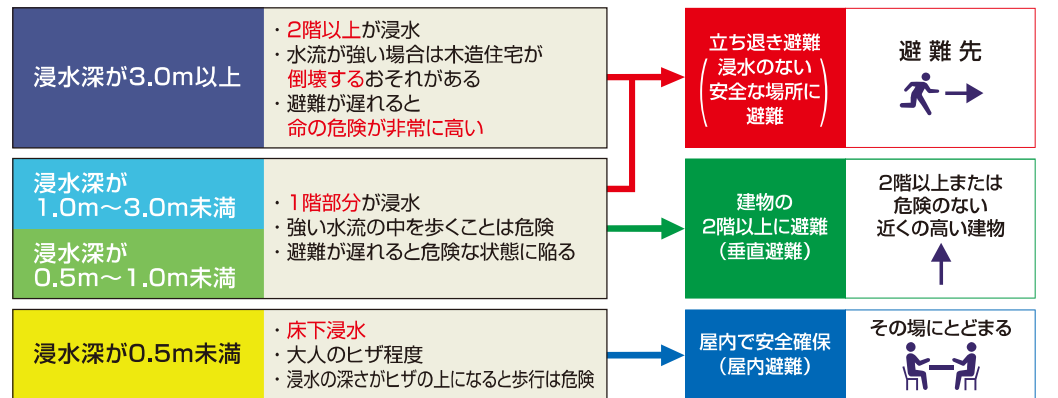 浸水深が3.0m以上
・2階以上が浸水
・水流が強い場合は木造住宅が
倒壊するおそれがある
・避難が遅れると
命の危険が非常に高い
立ち退き避難
(浸水のない
安全な場所に
避難)
避難先
浸水深が
1.0m～3.0m未満
浸水深が
0.5m～1.0m未満
・1階部分が浸水
・強い水流の中を歩くことは危険
・避難が遅れると危険な状態に陥る
建物の
2階以上に避難
(垂直避難)
2階以上または
危険のない
近くの高い建物
浸水深が0.5m未満
・床下浸水
・大人のヒザ程度
・浸水の深さがヒザの上になると歩行は危険
屋内で安全確保
(屋内避難)
その場にとどまる